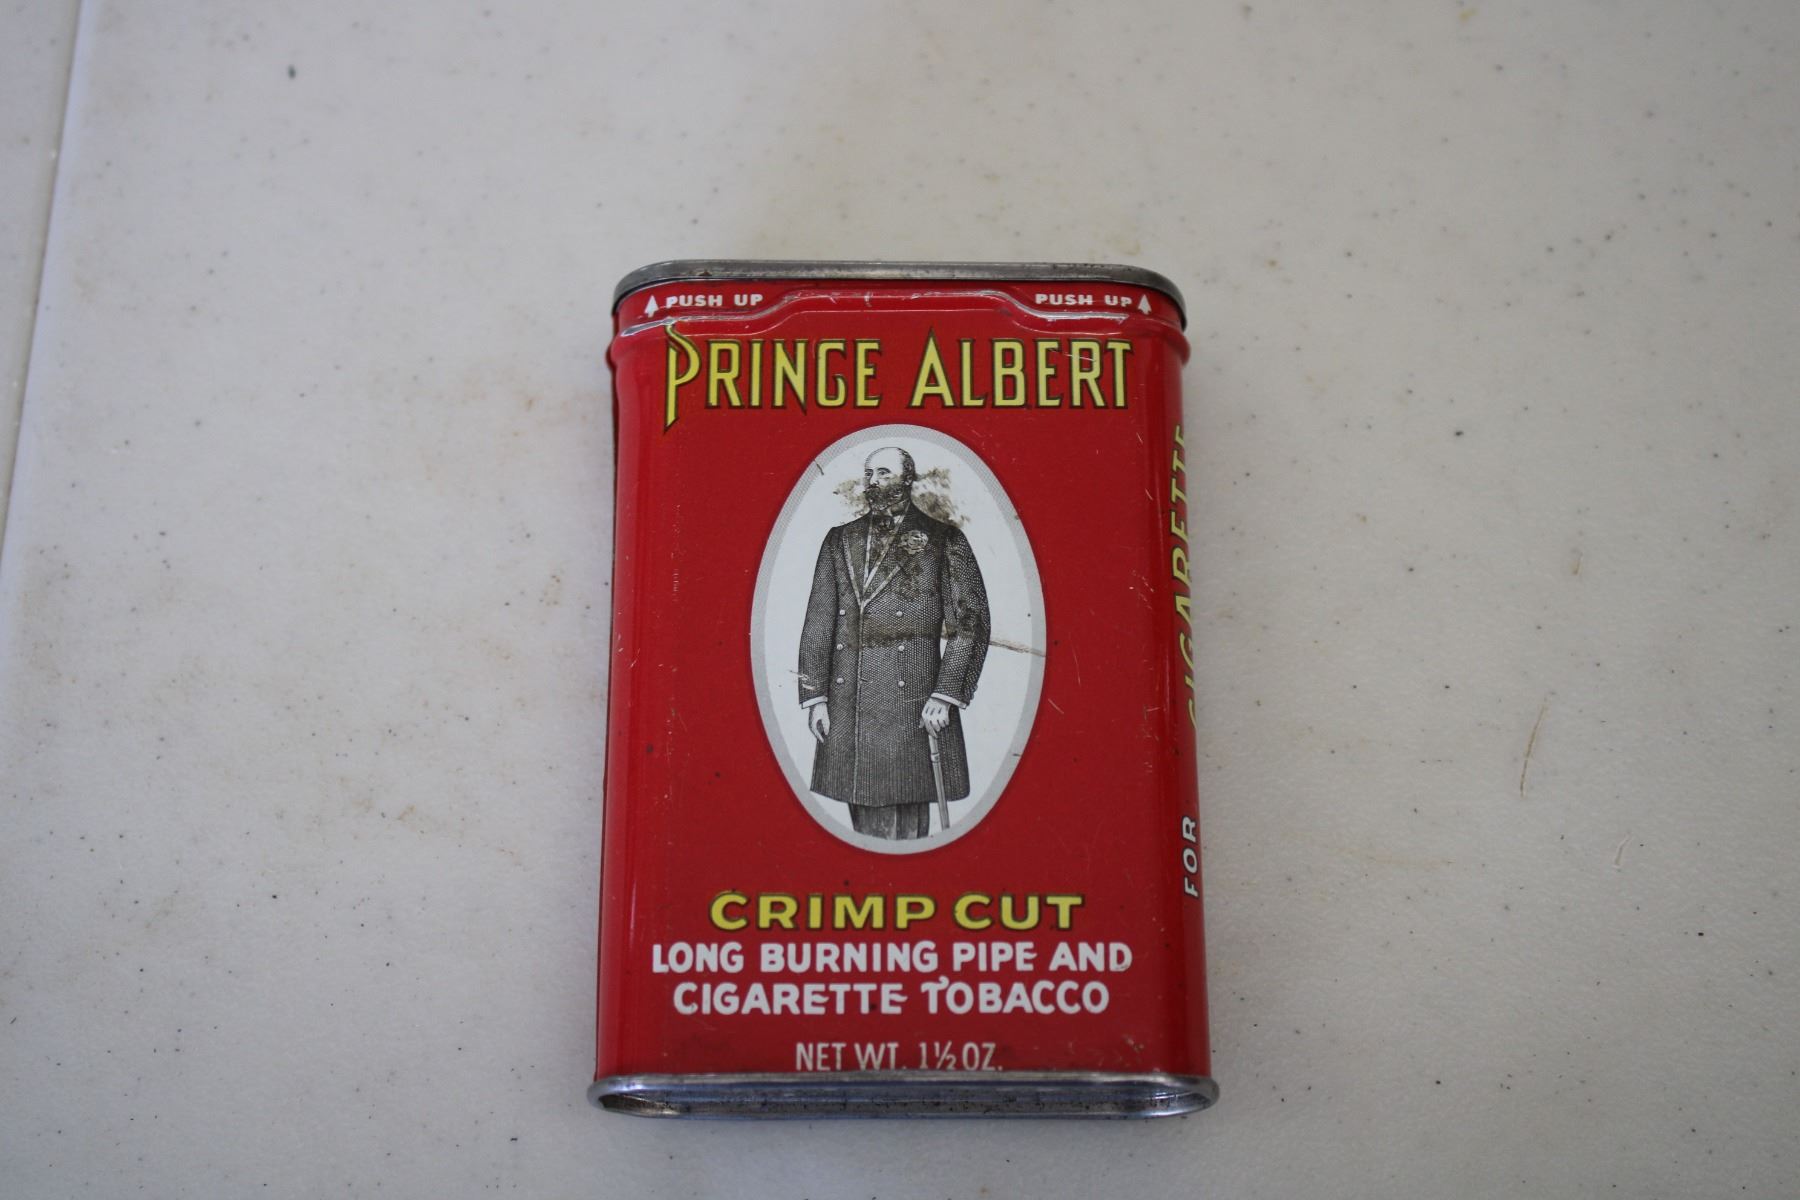 PUSH UP PUSH UP
PRINCE ALBERT
CRIMP CUT
LONG BURNING PIPE AND
CIGARETTE TOBACCO
NET WT. 1½ OZ.
FOR CIGARETTE